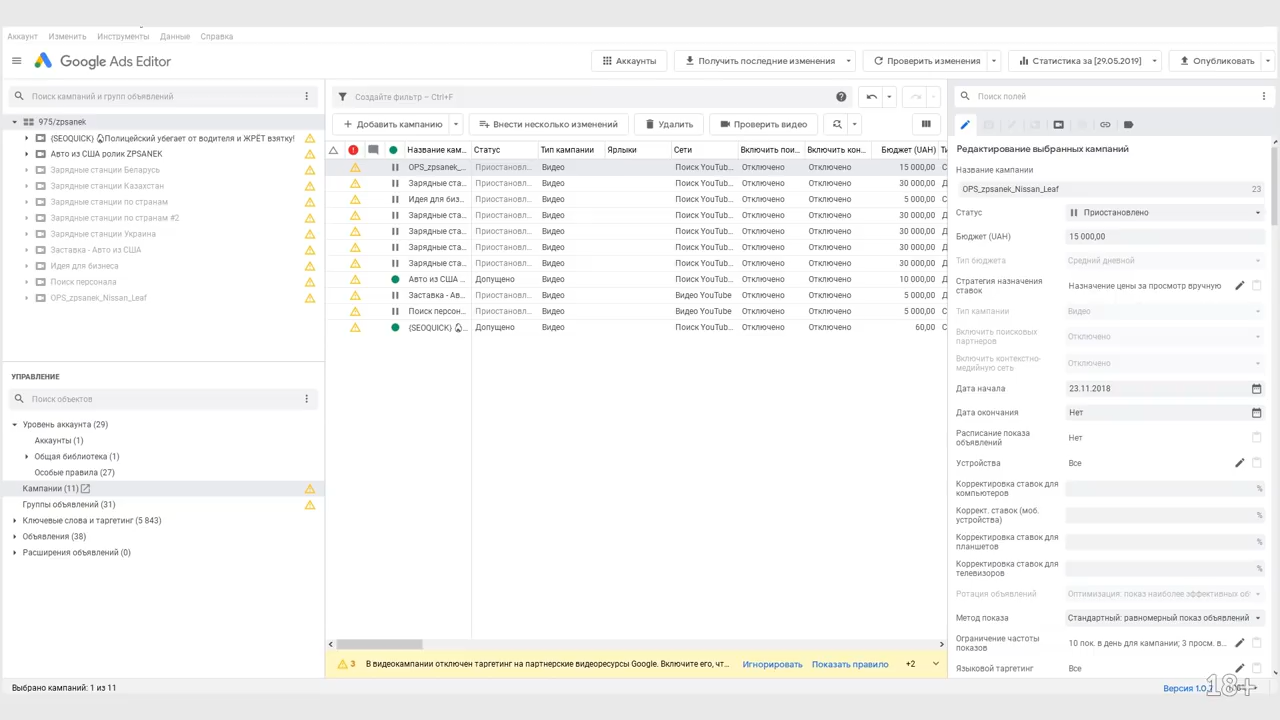 Аккаунт Изменить Инструменты Данные Справка
Google Ads Editor
Аккаунты
Получить последние изменения
Проверить изменения
Статистика за [29.05.2019]
Опубликовать
Поиск кампаний и групп объявлений
Создайте фильтр – Ctrl+F
Поиск полей
975/zpsanek
{SEOQUICK} Полицейский убегает от водителя и ЖРЁТ взятку!
Авто из США ролик ZPSANEK
Зарядные станции Беларусь
Зарядные станции Казахстан
Зарядные станции по странам
Зарядные станции по странам #2
Зарядные станции Украина
Заставка - Авто из США
Идея для бизнеса
Поиск персонала
OPS_zpsanek_Nissan_Leaf
УПРАВЛЕНИЕ
Поиск объектов
Уровень аккаунта (29)
Аккаунты (1)
Общая библиотека (1)
Особые правила (27)
Кампании (11)
Группы объявлений (31)
Ключевые слова и таргетинг (5 843)
Объявления (38)
Расширения объявлений (0)
Добавить кампанию
Внести несколько изменений
Удалить
Проверить видео
Название кам... Статус Тип кампании Ярлыки Сети Включить пои... Включить кон... Бюджет (UAH) Ти
OPS_zpsanek_... Приостановл... Видео Поиск YouTub... Отключено Отключено 15 000,00 С
Зарядные ста... Приостановл... Видео Поиск YouTub... Отключено Отключено 30 000,00 Д
Идея для биз... Приостановл... Видео Поиск YouTub... Отключено Отключено 5 000,00 С
Зарядные ста... Приостановл... Видео Поиск YouTub... Отключено Отключено 30 000,00 Д
Зарядные ста... Приостановл... Видео Поиск YouTub... Отключено Отключено 30 000,00 Д
Зарядные ста... Приостановл... Видео Поиск YouTub... Отключено Отключено 30 000,00 Д
Зарядные ста... Приостановл... Видео Поиск YouTub... Отключено Отключено 30 000,00 Д
Авто из США ... Допущено Видео Поиск YouTub... Отключено Отключено 10 000,00 С
Заставка - Ав... Приостановл... Видео Видео YouTube Отключено Отключено 5 000,00 С
Поиск персон... Приостановл... Видео Видео YouTube Отключено Отключено 5 000,00 С
{SEOQUICK} ... Допущено Видео Поиск YouTub... Отключено Отключено 60,00 С
3 В видеокампании отключен таргетинг на партнерские видеоресурсы Google. Включите его, чт... Игнорировать Показать правило +2
Редактирование выбранных кампаний
Название кампании
OPS_zpsanek_Nissan_Leaf 23
Статус Приостановлено
Бюджет (UAH) 15 000,00
Тип бюджета Средний дневной
Стратегия назначения ставок Назначение цены за просмотр вручную
Тип кампании Видео
Включить поисковых партнеров Отключено
Включить контекстно-медийную сеть Отключено
Дата начала 23.11.2018
Дата окончания Нет
Расписание показа объявлений Нет
Устройства Все
Корректировка ставок для компьютеров %
Коррект. ставок (моб. устройства) %
Корректировка ставок для планшетов %
Корректировка ставок для телевизоров %
Ротация объявлений Оптимизация: показ наиболее эффективных об
Метод показа Стандартный: равномерный показ объявлений
Ограничение частоты показов 10 пок. в день для кампании; 3 просм. в...
Языковой таргетинг Все
Выбрано кампаний: 1 из 11
Версия 1.0.
18+